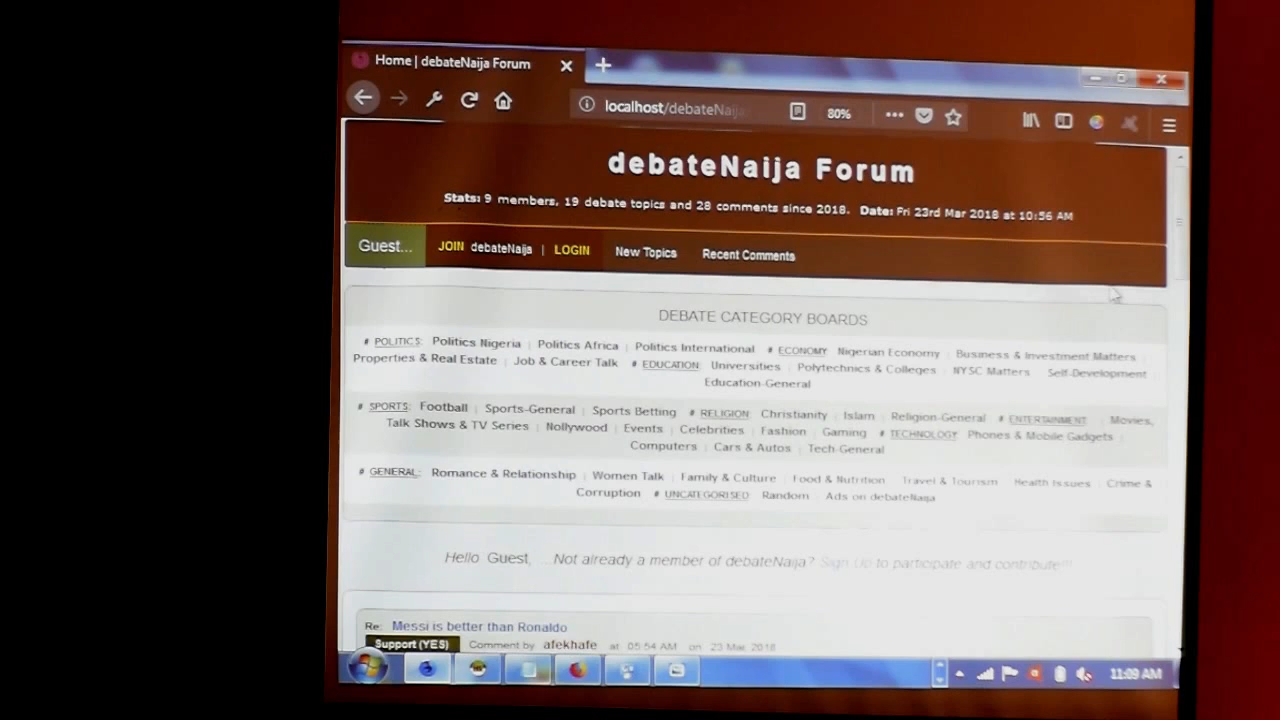 Home | debateNaija Forum
localhost/debateNaija
80%
debateNaija Forum
Stats: 9 members, 19 debate topics and 28 comments since 2018. Date: Fri 23rd Mar 2018 at 10:56 AM
Guest... JOIN debateNaija | LOGIN New Topics Recent Comments
DEBATE CATEGORY BOARDS
# POLITICS: Politics Nigeria | Politics Africa | Politics International # ECONOMY Nigerian Economy | Business & Investment Matters |
Properties & Real Estate | Job & Career Talk # EDUCATION: Universities | Polytechnics & Colleges | NYSC Matters Self-Development
Education-General
# SPORTS: Football | Sports-General | Sports Betting # RELIGION: Christianity | Islam | Religion-General # ENTERTAINMENT | Movies,
Talk Shows & TV Series | Nollywood | Events | Celebrities | Fashion | Gaming # TECHNOLOGY Phones & Mobile Gadgets |
Computers | Cars & Autos | Tech-General
# GENERAL: Romance & Relationship | Women Talk | Family & Culture | Food & Nutrition Travel & Tourism Health Issues | Crime &
Corruption # UNCATEGORISED Random Ads on debateNaija
Hello Guest, ...Not already a member of debateNaija? Sign Up to participate and contribute
Re: Messi is better than Ronaldo
Support (YES) Comment by afekhafe at 05:54 AM on 23 Mar, 2018
11:09 AM